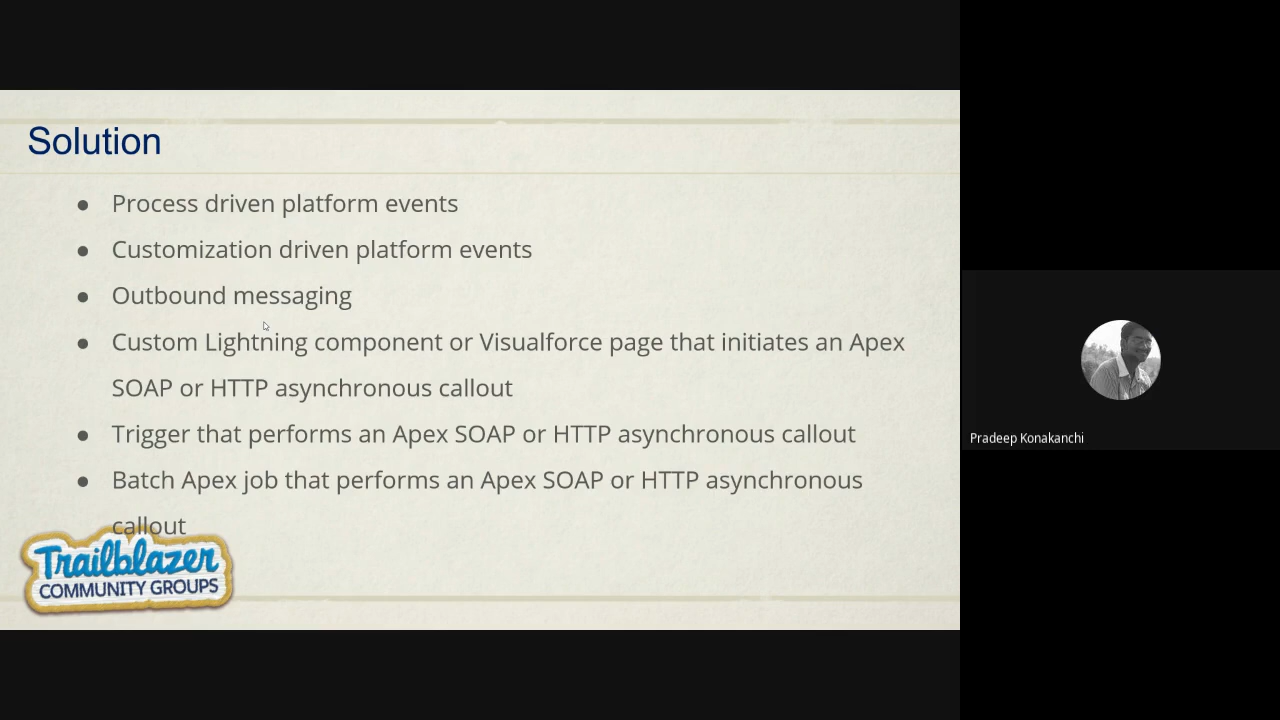 Solution
● Process driven platform events
● Customization driven platform events
● Outbound messaging
● Custom Lightning component or Visualforce page that initiates an Apex
SOAP or HTTP asynchronous callout
● Trigger that performs an Apex SOAP or HTTP asynchronous callout
● Batch Apex job that performs an Apex SOAP or HTTP asynchronous
callout
Trailblazer
COMMUNITY GROUPS
Pradeep Konakanchi